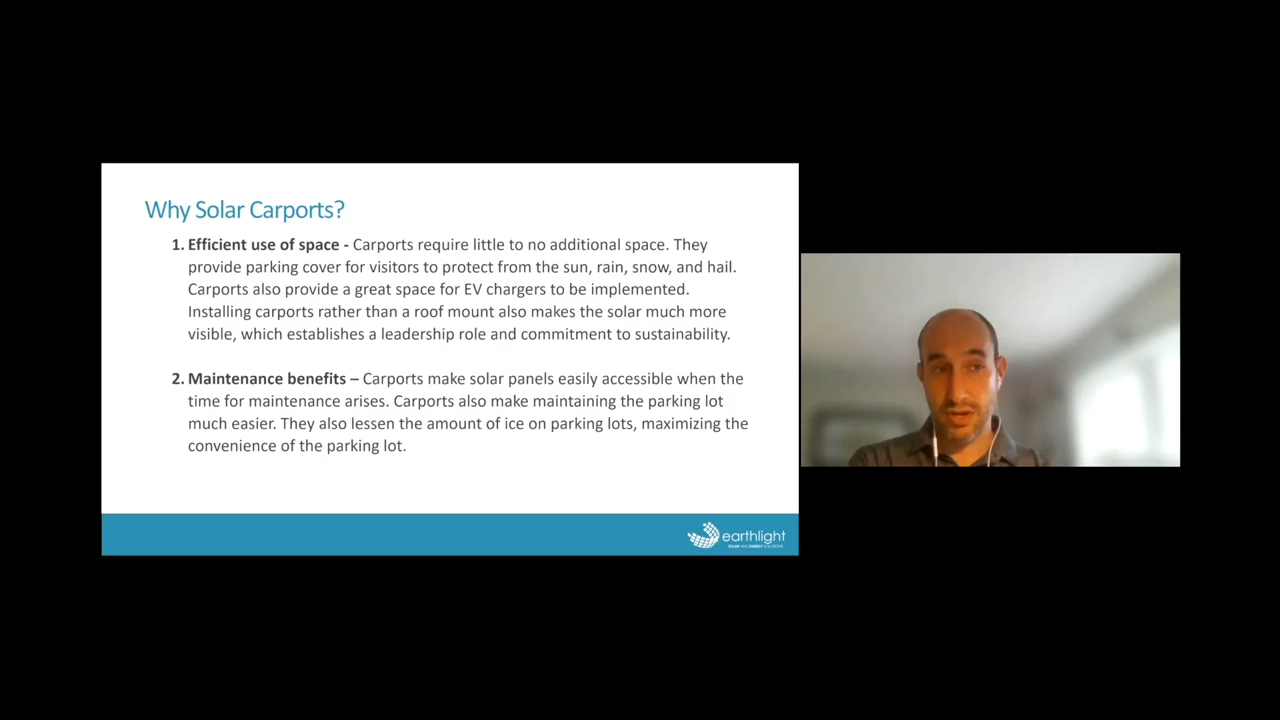 Why Solar Carports?
1. Efficient use of space - Carports require little to no additional space. They
provide parking cover for visitors to protect from the sun, rain, snow, and hail.
Carports also provide a great space for EV chargers to be implemented.
Installing carports rather than a roof mount also makes the solar much more
visible, which establishes a leadership role and commitment to sustainability.
2. Maintenance benefits – Carports make solar panels easily accessible when the
time for maintenance arises. Carports also make maintaining the parking lot
much easier. They also lessen the amount of ice on parking lots, maximizing the
convenience of the parking lot.
earthlight
SOLAR AND ENERGY SOLUTIONS